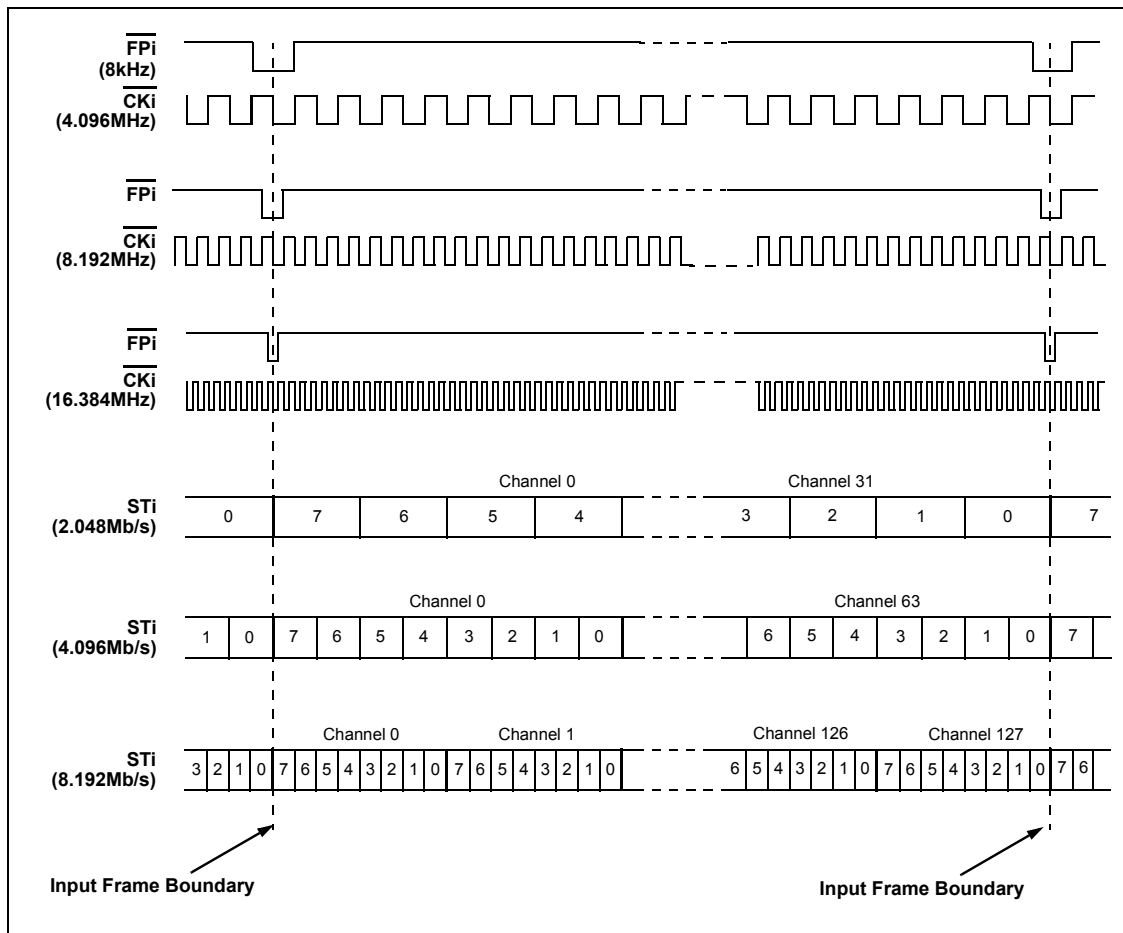 FPi
(8kHz)
CKi
(4.096MHz)
FPi
CKi
(8.192MHz)
FPi
CKi
(16.384MHz)
Channel 0 Channel 31
STi
(2.048Mb/s)
0 7 6 5 4 3 2 1 0 7
Channel 0 Channel 63
STi
(4.096Mb/s)
1 0 7 6 5 4 3 2 1 0 6 5 4 3 2 1 0 7
Channel 0 Channel 1 Channel 126 Channel 127
STi
(8.192Mb/s)
3 2 1 0 7 6 5 4 3 2 1 0 7 6 5 4 3 2 1 0 6 5 4 3 2 1 0 7 6 5 4 3 2 1 0 7 6
Input Frame Boundary Input Frame Boundary